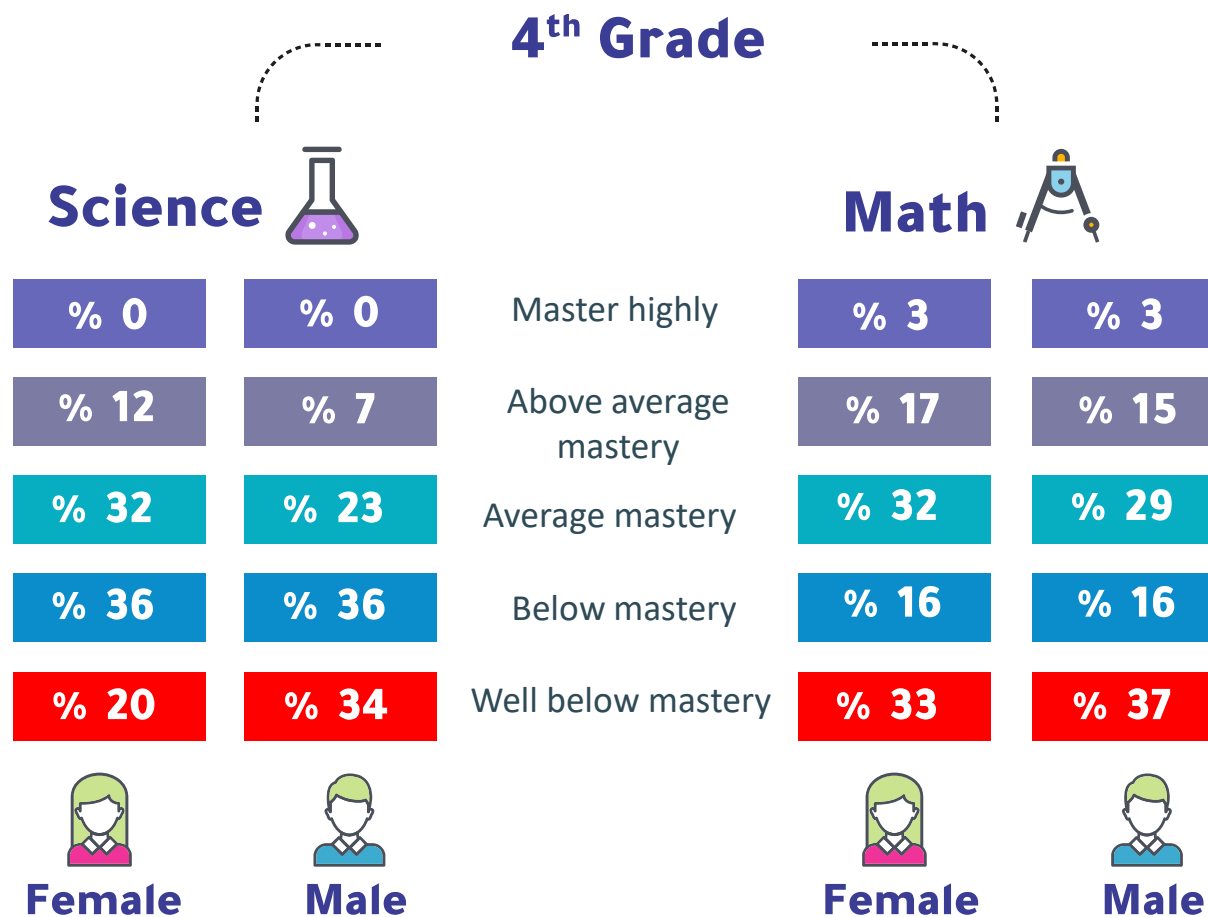 4th Grade
Science
Math
% 0 % 0 Master highly % 3 % 3
% 12 % 7 Above average
mastery % 17 % 15
% 32 % 23 Average mastery % 32 % 29
% 36 % 36 Below mastery % 16 % 16
% 20 % 34 Well below mastery % 33 % 37
Female Male Female Male